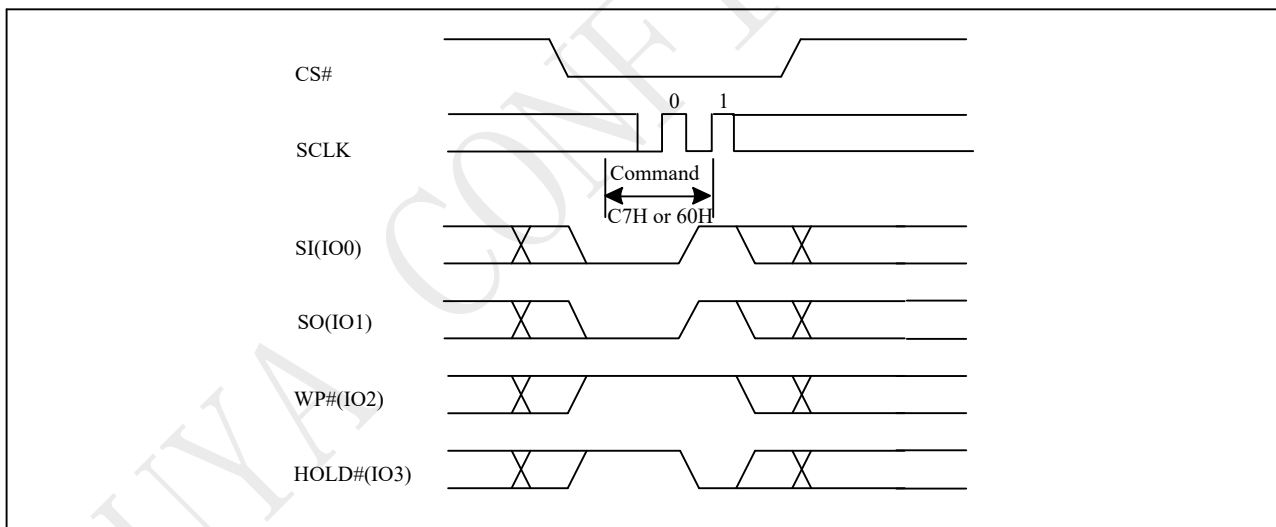 CS#
0 1
SCLK
Command
C7H or 60H
SI(IO0)
SO(IO1)
WP#(IO2)
HOLD#(IO3)